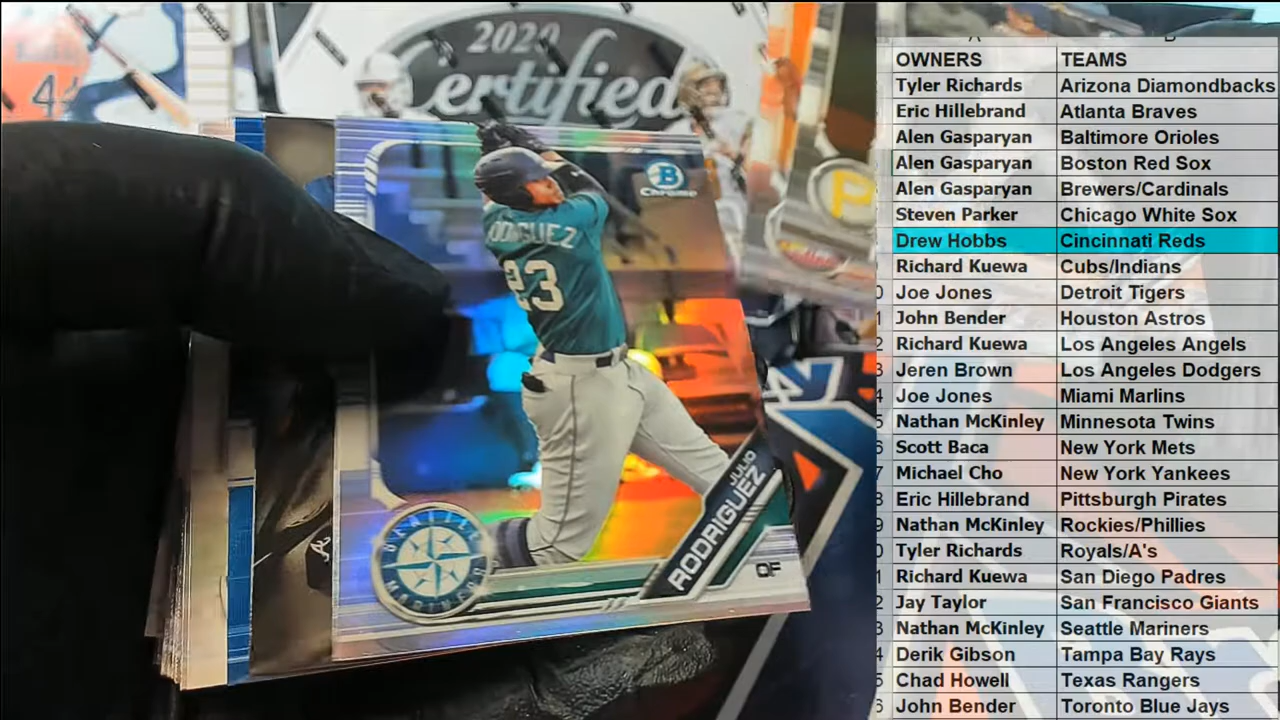 2020
Certified
B
Chrome
RODRIGUEZ
23
P
JULIO
RODRIGUEZ
OF
SEATTLE
MARINERS
OWNERS TEAMS
Tyler Richards Arizona Diamondbacks
Eric Hillebrand Atlanta Braves
Alen Gasparyan Baltimore Orioles
Alen Gasparyan Boston Red Sox
Alen Gasparyan Brewers/Cardinals
Steven Parker Chicago White Sox
Drew Hobbs Cincinnati Reds
Richard Kuewa Cubs/Indians
Joe Jones Detroit Tigers
John Bender Houston Astros
Richard Kuewa Los Angeles Angels
Jeren Brown Los Angeles Dodgers
Joe Jones Miami Marlins
Nathan McKinley Minnesota Twins
Scott Baca New York Mets
Michael Cho New York Yankees
Eric Hillebrand Pittsburgh Pirates
Nathan McKinley Rockies/Phillies
Tyler Richards Royals/A's
Richard Kuewa San Diego Padres
Jay Taylor San Francisco Giants
Nathan McKinley Seattle Mariners
Derik Gibson Tampa Bay Rays
Chad Howell Texas Rangers
John Bender Toronto Blue Jays